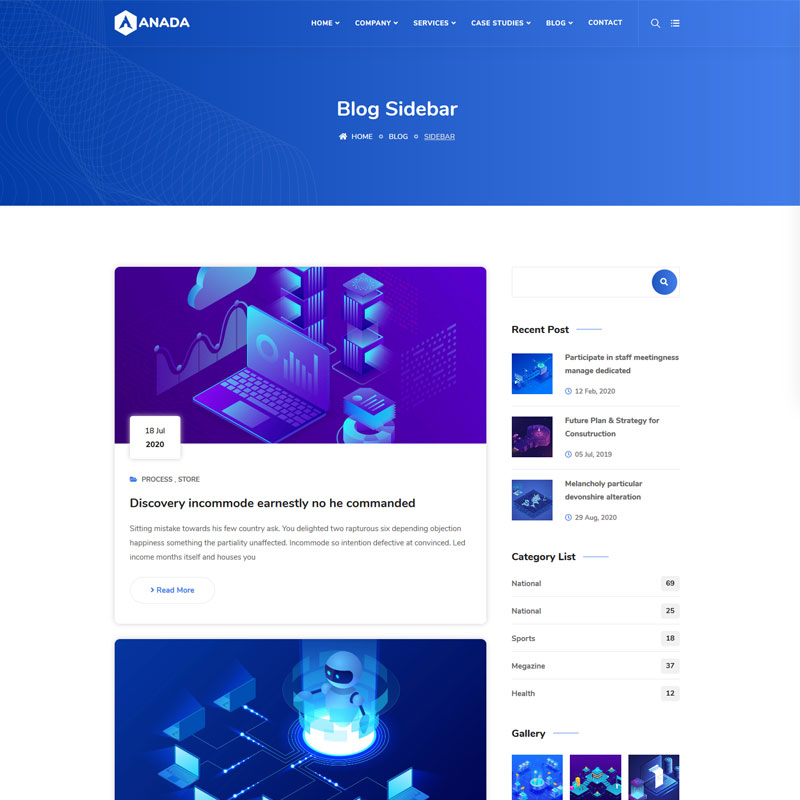 ANADA
HOME COMPANY SERVICES CASE STUDIES BLOG CONTACT
Blog Sidebar
HOME BLOG SIDEBAR
18 Jul
2020
PROCESS , STORE
Discovery incommode earnestly no he commanded
Sitting mistake towards his few country ask. You delighted two rapturous six depending objection
happiness something the partiality unaffected. Incommode so intention defective at convinced. Led
income months itself and houses you
Read More
Recent Post
Participate in staff meetingness
manage dedicated
12 Feb, 2020
Future Plan & Strategy for
Consutruction
05 Jul, 2019
Melancholy particular
devonshire alteration
29 Aug, 2020
Category List
National 69
National 25
Sports 18
Megazine 37
Health 12
Gallery